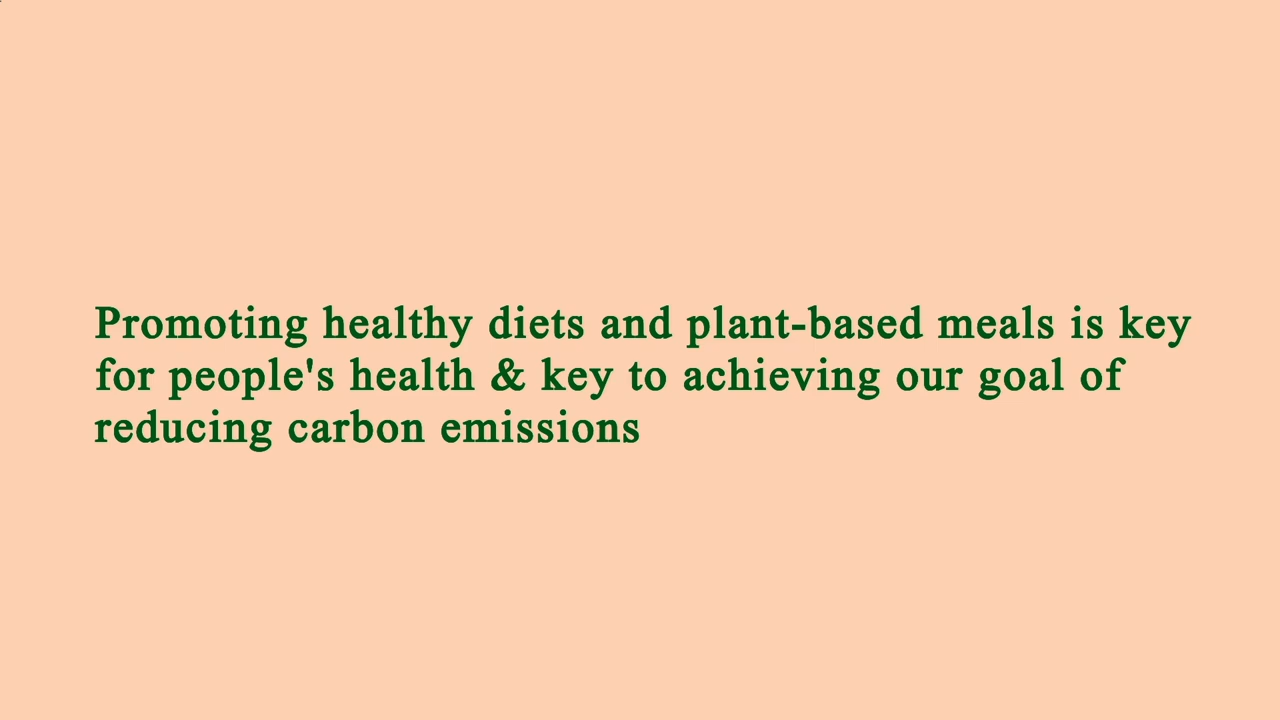 Promoting healthy diets and plant-based meals is key
for people's health & key to achieving our goal of
reducing carbon emissions